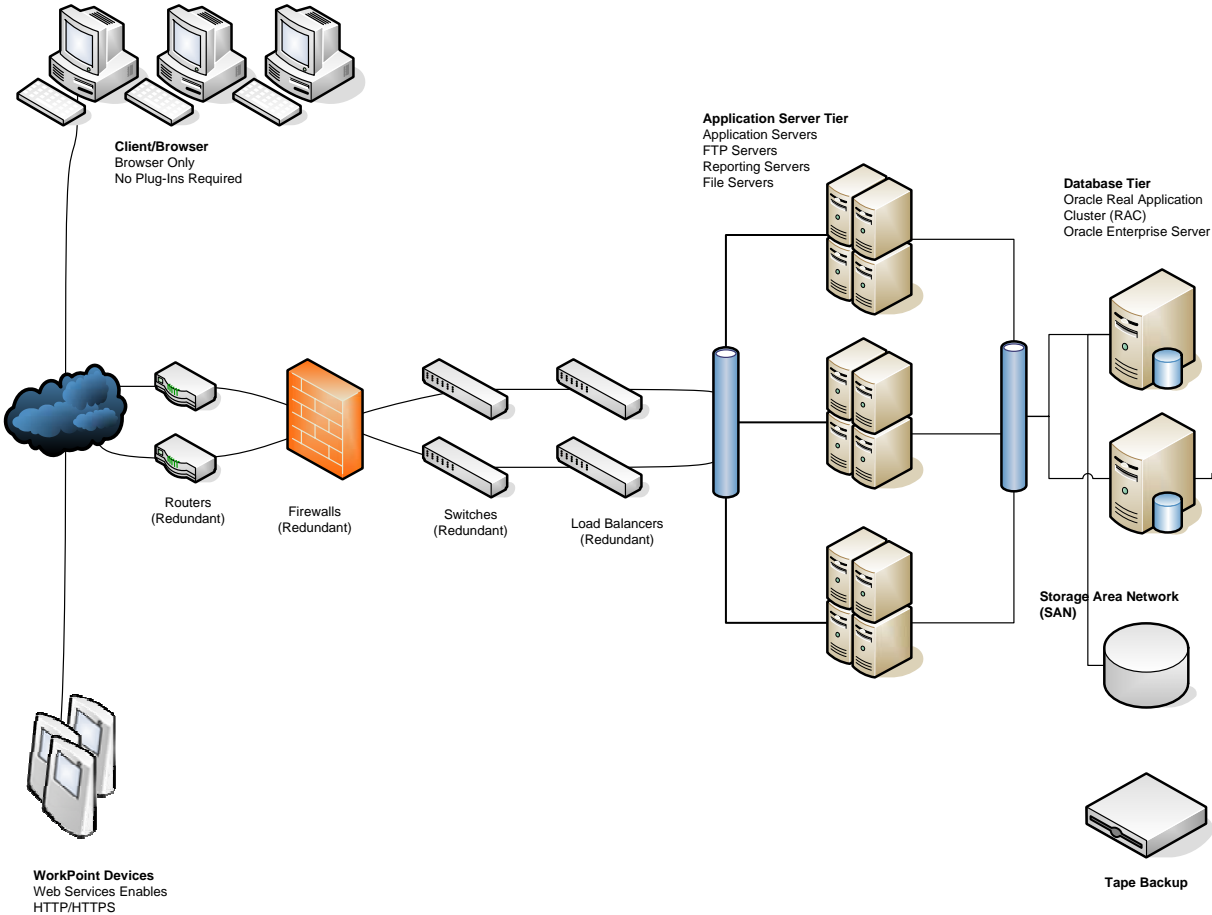 Client/Browser
Browser Only
No Plug-Ins Required
Application Server Tier
Application Servers
FTP Servers
Reporting Servers
File Servers
Database Tier
Oracle Real Application
Cluster (RAC)
Oracle Enterprise Server
Routers
(Redundant)
Firewalls
(Redundant)
Switches
(Redundant)
Load Balancers
(Redundant)
Storage Area Network
(SAN)
Tape Backup
WorkPoint Devices
Web Services Enables
HTTP/HTTPS